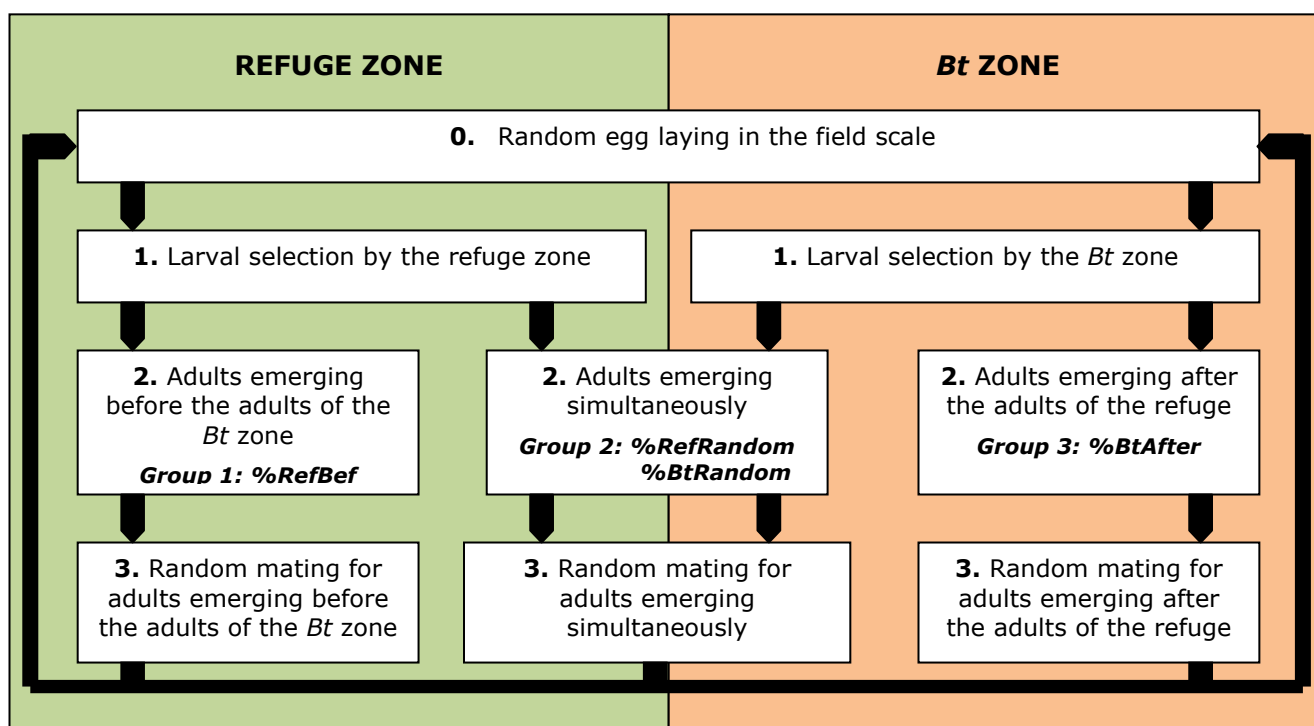 REFUGE ZONE
Bt ZONE
0. Random egg laying in the field scale
1. Larval selection by the refuge zone
1. Larval selection by the Bt zone
2. Adults emerging
before the adults of the
Bt zone
Group 1: %RefBef
2. Adults emerging
simultaneously
Group 2: %RefRandom
%BtRandom
2. Adults emerging after
the adults of the refuge
Group 3: %BtAfter
3. Random mating for
adults emerging before
the adults of the Bt zone
3. Random mating for
adults emerging
simultaneously
3. Random mating for
adults emerging after
the adults of the refuge